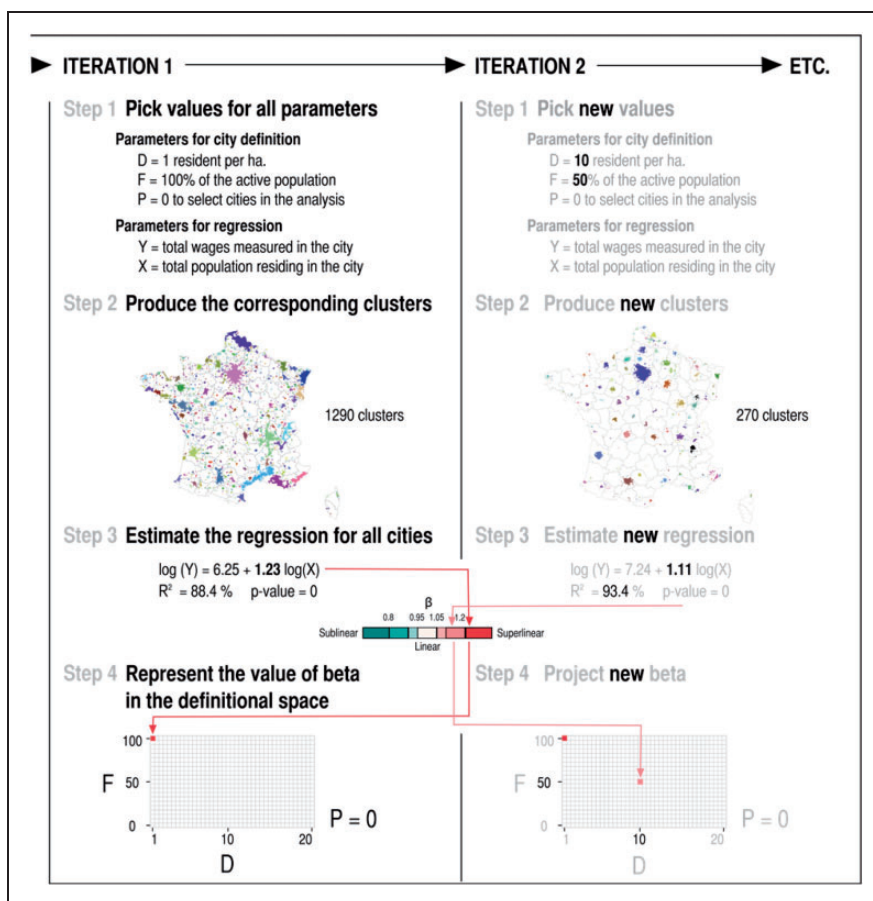 ITERATION 1
ITERATION 2
ETC.
Step 1 Pick values for all parameters
Parameters for city definition
D = 1 resident per ha.
F = 100% of the active population
P = 0 to select cities in the analysis
Parameters for regression
Y = total wages measured in the city
X = total population residing in the city
Step 2 Produce the corresponding clusters
1290 clusters
Step 3 Estimate the regression for all cities
log (Y) = 6.25 + 1.23 log(X)
R² = 88.4 % p-value = 0
Step 1 Pick new values
Parameters for city definition
D = 10 resident per ha.
F = 50% of the active population
P = 0 to select cities in the analysis
Parameters for regression
Y = total wages measured in the city
X = total population residing in the city
Step 2 Produce new clusters
270 clusters
Step 3 Estimate new regression
log (Y) = 7.24 + 1.11 log(X)
R² = 93.4 % p-value = 0
β
0.8 0.95 1.05 1.2
Sublinear Superlinear
Linear
Step 4 Represent the value of beta
in the definitional space
100
F 50
0
1 10 20
D
P = 0
Step 4 Project new beta
100
F 50
0
1 10 20
D
P = 0